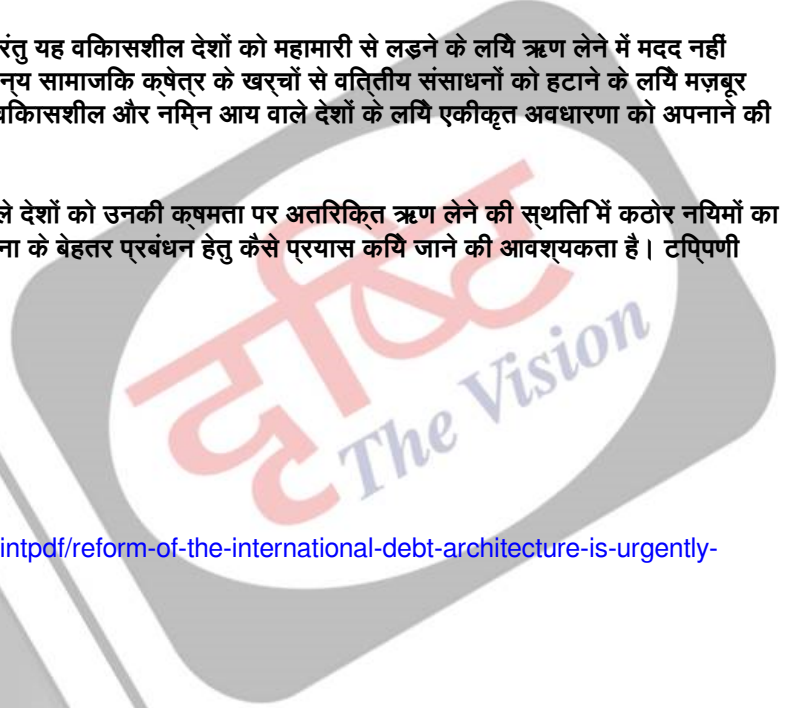 रंतु यह विकासशील देशों को महामारी से लड़ने के लिये ऋण लेने में मदद नहीं
न्य सामाजिक क्षेत्र के खर्चों से वित्तीय संसाधनों को हटाने के लिये मज़बूर
विकासशील और निम्न आय वाले देशों के लिये एकीकृत अवधारणा को अपनाने की
ले देशों को उनकी क्षमता पर अतिरिक्त ऋण लेने की स्थिति में कठोर नियमों का
ना के बेहतर प्रबंधन हेतु कैसे प्रयास किये जाने की आवश्यकता है। टिप्पणी
दृष्टि
The Vision
intpdf/reform-of-the-international-debt-architecture-is-urgently-